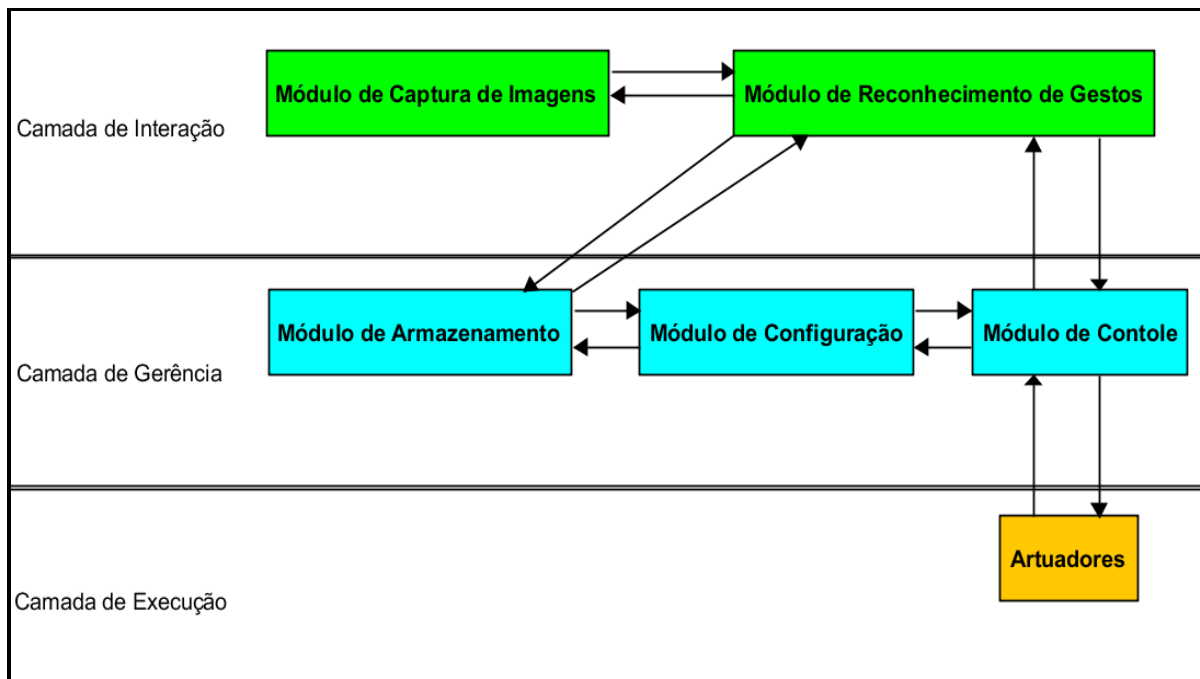 Módulo de Captura de Imagens
Módulo de Reconhecimento de Gestos
Camada de Interação
Módulo de Armazenamento
Módulo de Configuração
Módulo de Contole
Camada de Gerência
Artuadores
Camada de Execução